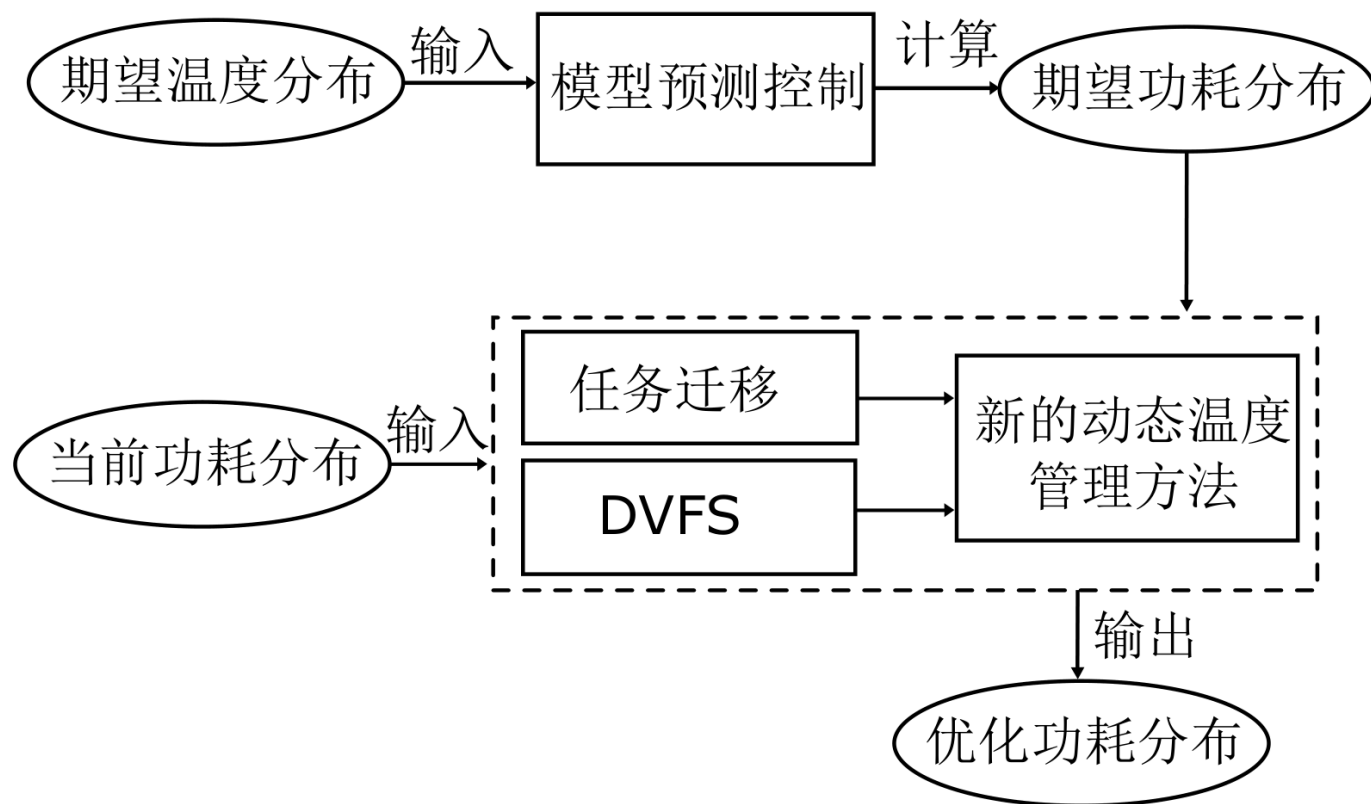 期望温度分布
输入
模型预测控制
计算
期望功耗分布
当前功耗分布
输入
任务迁移
DVFS
新的动态温度
管理方法
输出
优化功耗分布